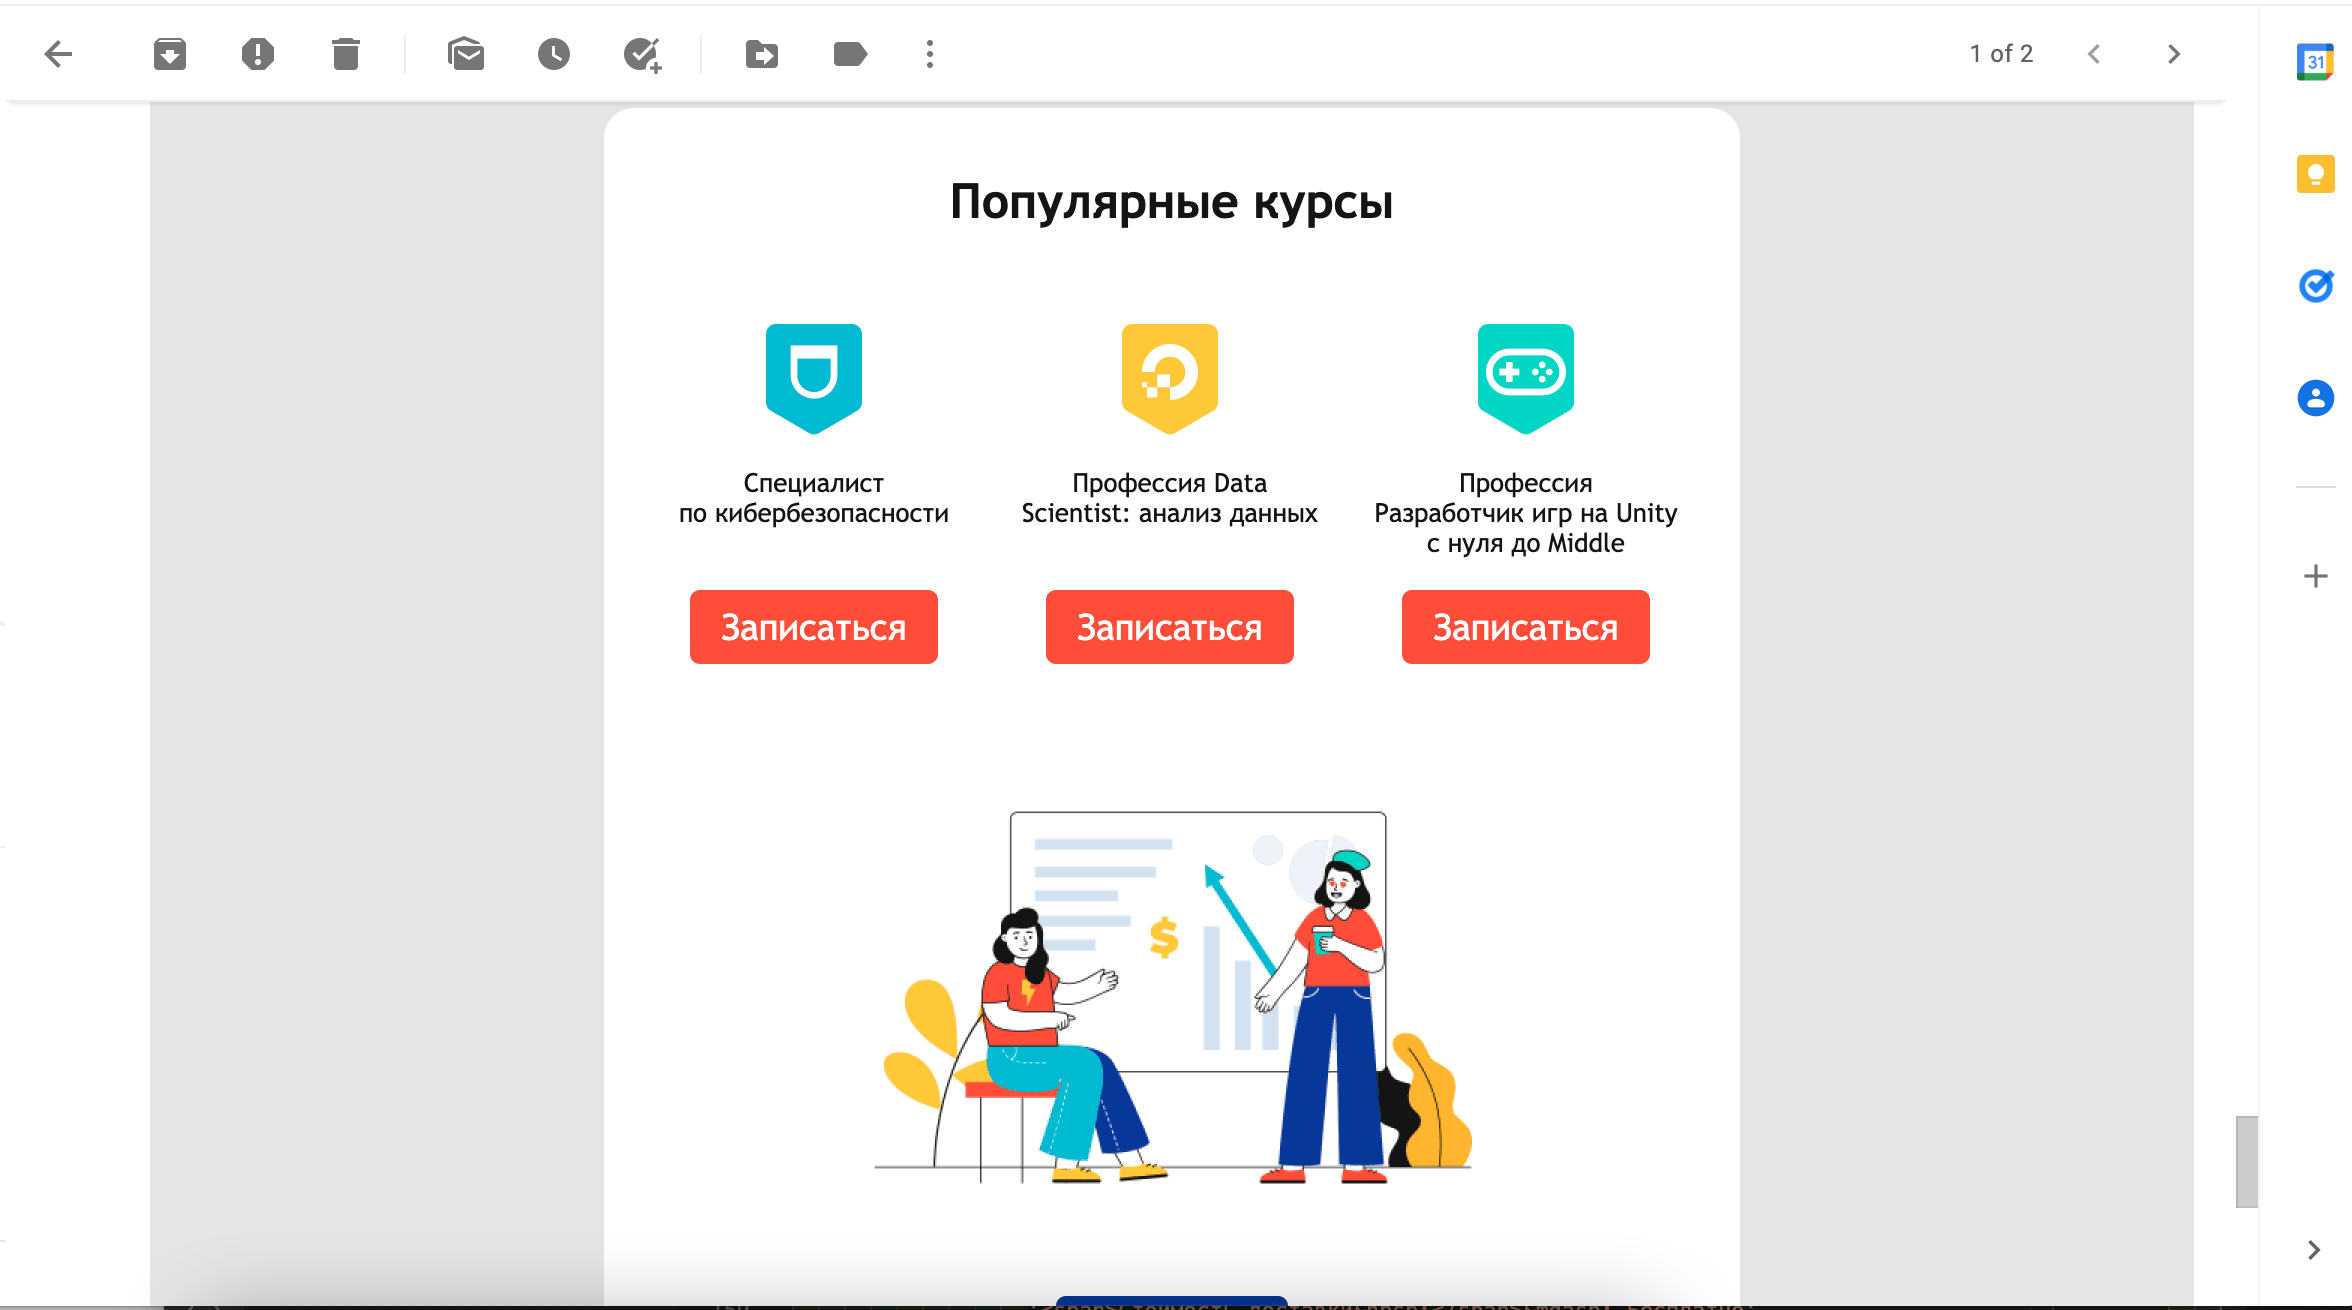 1 of 2
31
Популярные курсы
Специалист
по кибербезопасности
Профессия Data
Scientist: анализ данных
Профессия
Разработчик игр на Unity
с нуля до Middle
Записаться
Записаться
Записаться
$